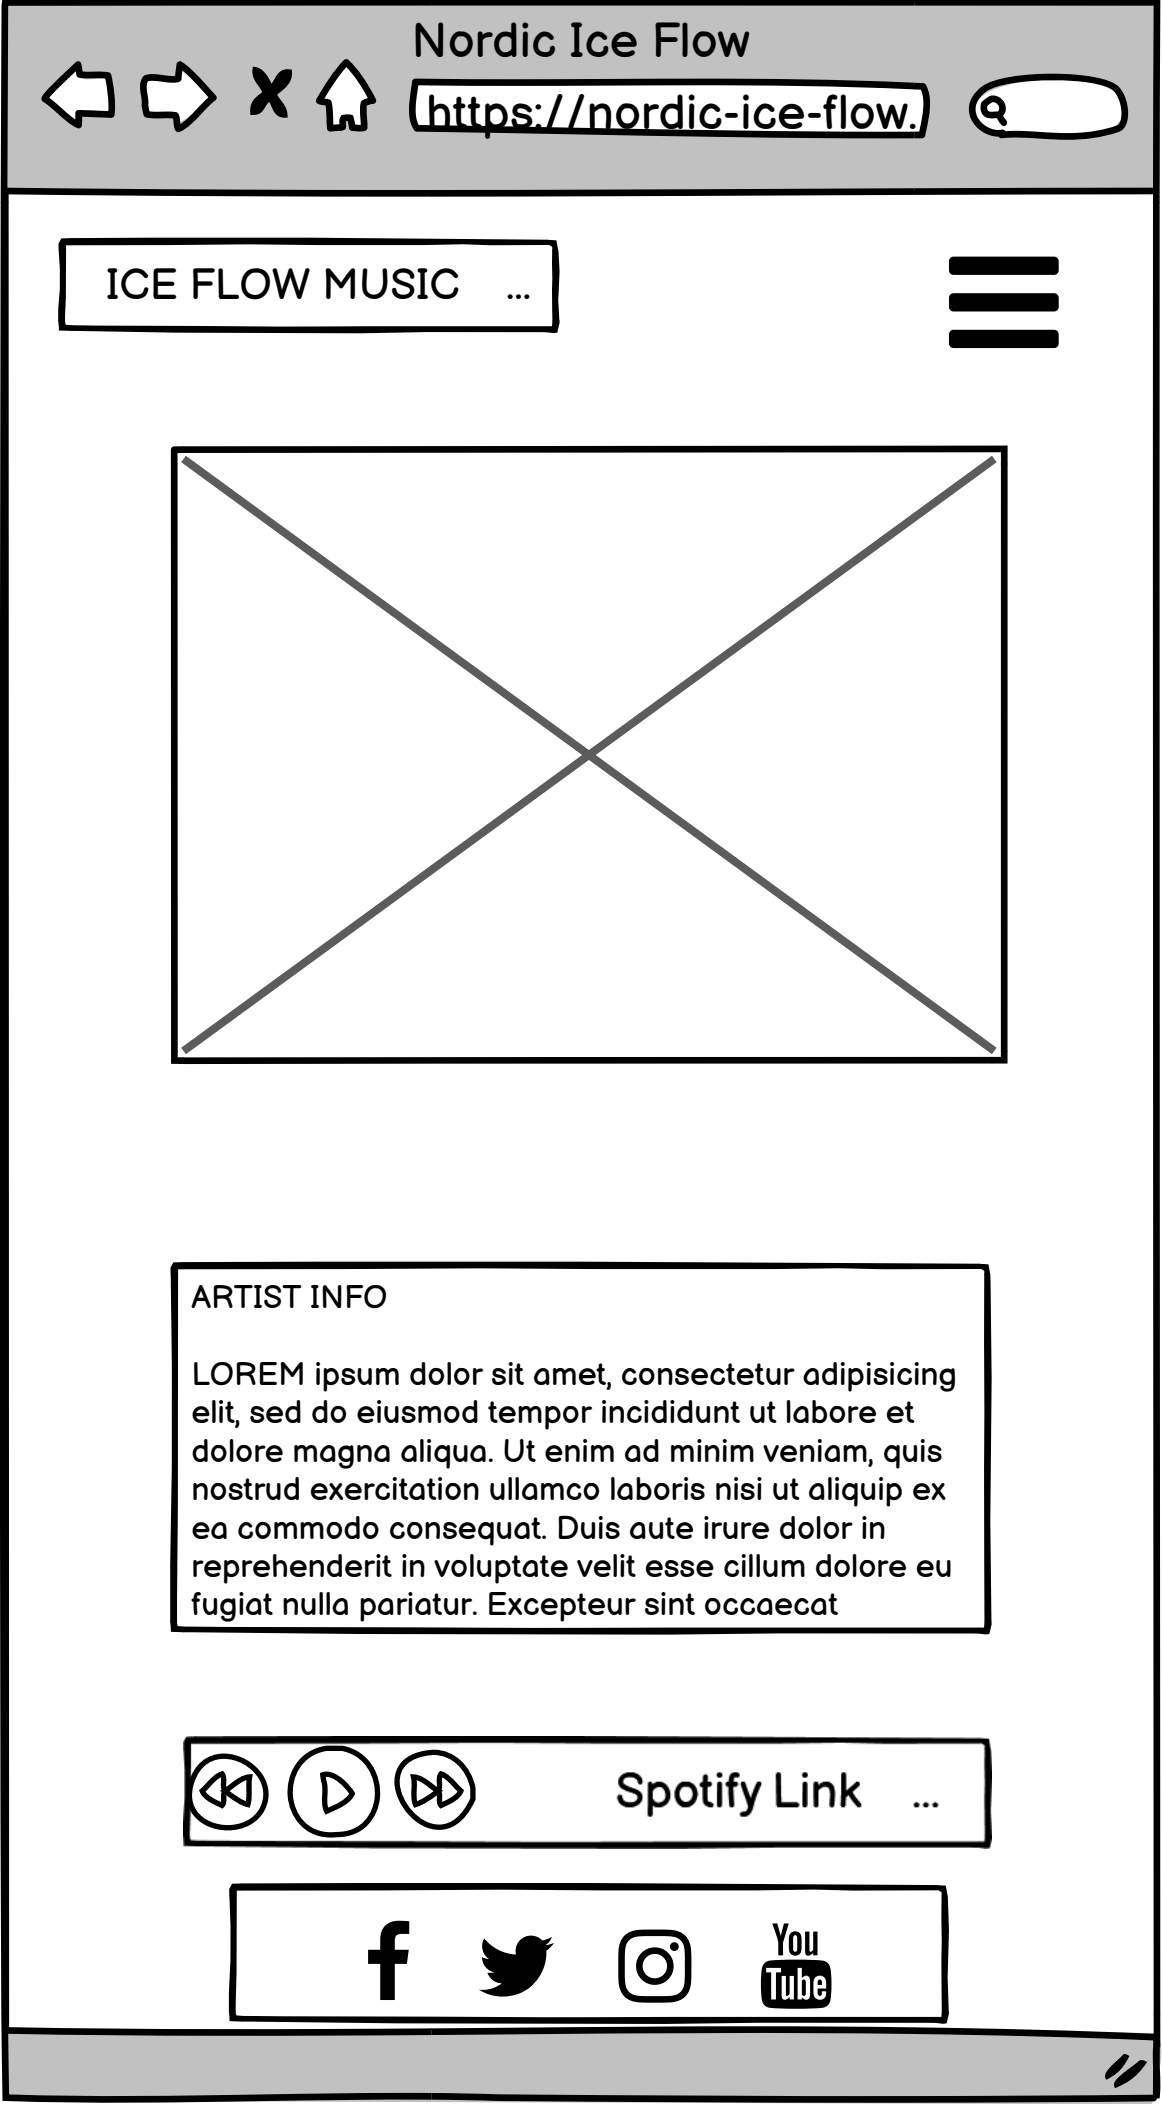 Nordic Ice Flow
https://nordic-ice-flow.
ICE FLOW MUSIC ...
ARTIST INFO
LOREM ipsum dolor sit amet, consectetur adipisicing
elit, sed do eiusmod tempor incididunt ut labore et
dolore magna aliqua. Ut enim ad minim veniam, quis
nostrud exercitation ullamco laboris nisi ut aliquip ex
ea commodo consequat. Duis aute irure dolor in
reprehenderit in voluptate velit esse cillum dolore eu
fugiat nulla pariatur. Excepteur sint occaecat
Spotify Link ...
You
Tube